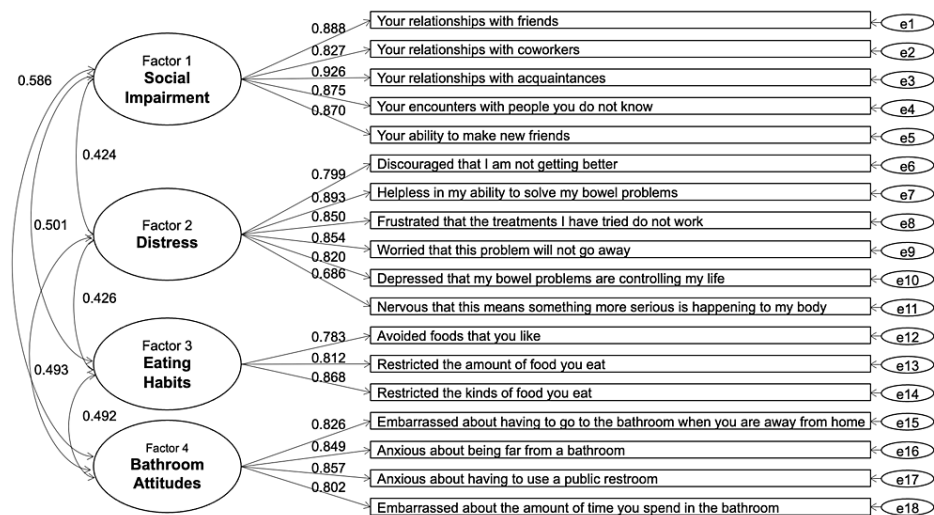 0.586
0.424
0.501
0.426
0.493
0.492
Factor 1
Social
Impairment
0.888
0.827
0.926
0.875
0.870
Your relationships with friends
e1
Your relationships with coworkers
e2
Your relationships with acquaintances
e3
Your encounters with people you do not know
e4
Your ability to make new friends
e5
Factor 2
Distress
0.799
0.893
0.850
0.854
0.820
0.686
Discouraged that I am not getting better
e6
Helpless in my ability to solve my bowel problems
e7
Frustrated that the treatments I have tried do not work
e8
Worried that this problem will not go away
e9
Depressed that my bowel problems are controlling my life
e10
Nervous that this means something more serious is happening to my body
e11
Factor 3
Eating
Habits
0.783
0.812
0.868
Avoided foods that you like
e12
Restricted the amount of food you eat
e13
Restricted the kinds of food you eat
e14
Factor 4
Bathroom
Attitudes
0.826
0.849
0.857
0.802
Embarrassed about having to go to the bathroom when you are away from home
e15
Anxious about being far from a bathroom
e16
Anxious about having to use a public restroom
e17
Embarrassed about the amount of time you spend in the bathroom
e18